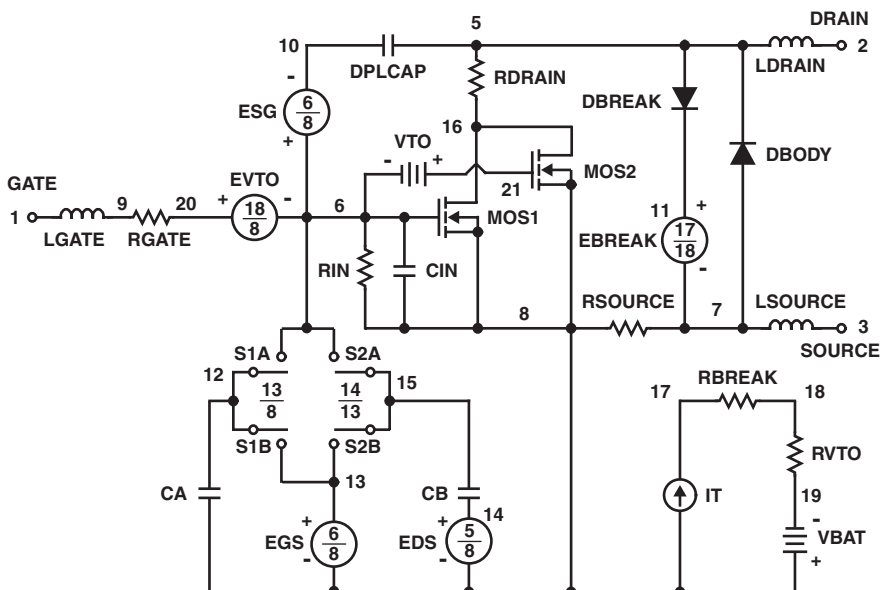 DRAIN
5
10
2
DPLCAP
LDRAIN
RDRAIN
DBREAK
-
ESG
6
8
+
16
VTO
-
+
DBODY
MOS2
GATE
EVTO
9
20
+
18
8
-
6
21
11
+
1
MOS1
EBREAK
17
18
-
LGATE
RGATE
RIN
CIN
RSOURCE
LSOURCE
8
7
3
SOURCE
S1A
S2A
12
13
8
14
13
15
RBREAK
17
18
S1B
S2B
RVTO
13
CA
CB
14
IT
19
-
+
EGS
6
8
-
+
EDS
5
8
-
VBAT
+